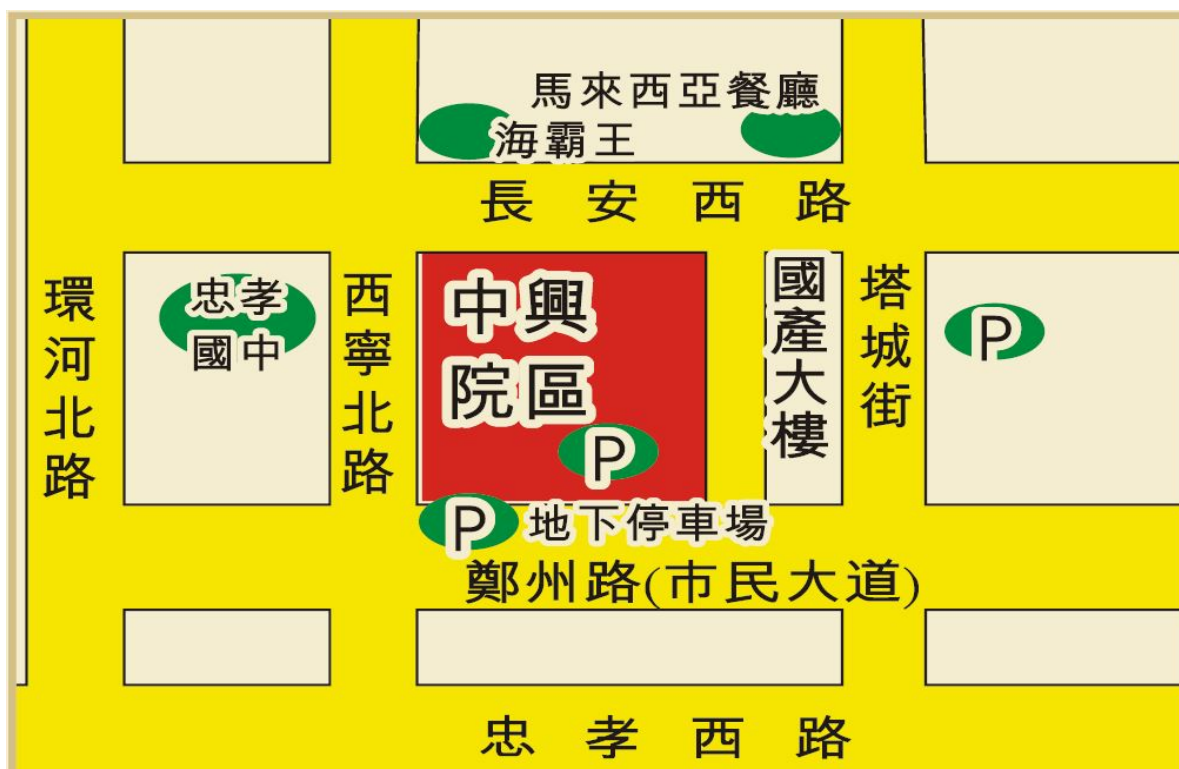 馬來西亞餐廳
海霸王
長安西路
環河北路
忠孝
國中
西寧北路
中興
院區
P
國產大樓
塔城街
P
P 地下停車場
鄭州路(市民大道)
忠孝西路